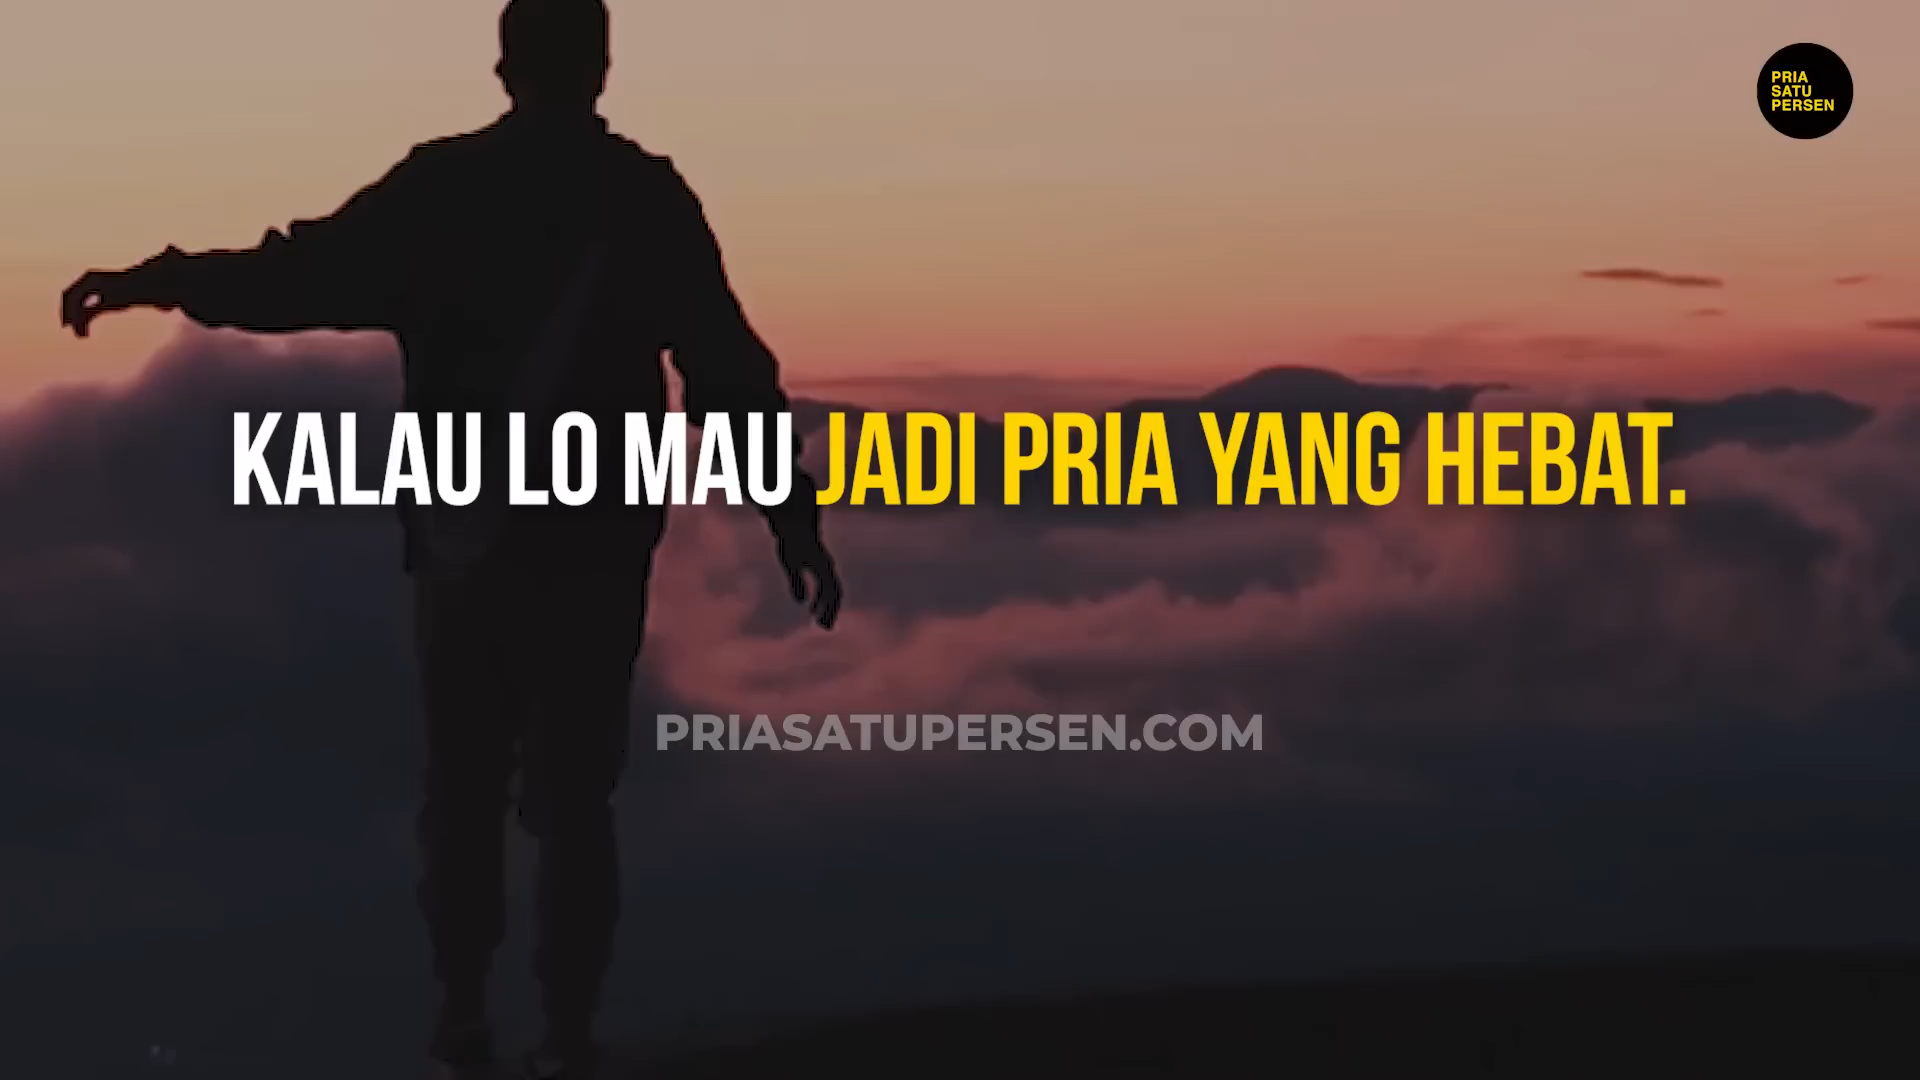 PRIA
SATU
PERSEN
KALAU LO MAU JADI PRIA YANG HEBAT.
PRIASATUPERSEN.COM